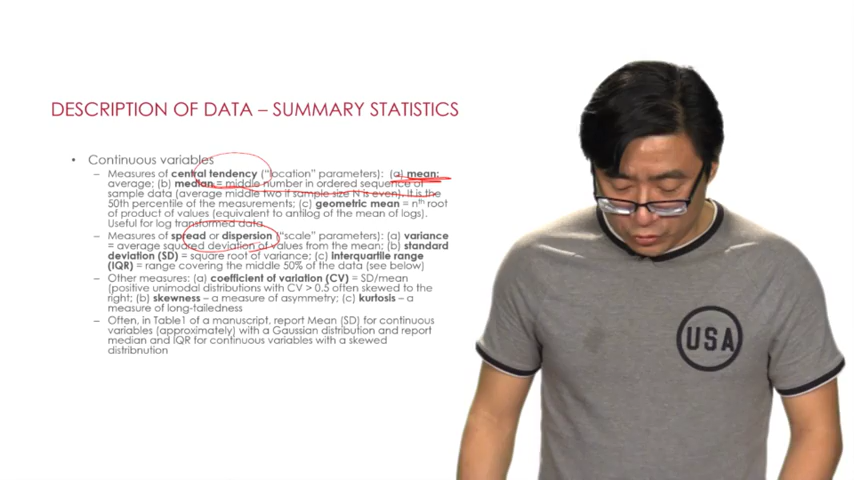 DESCRIPTION OF DATA – SUMMARY STATISTICS
• Continuous variables
– Measures of central tendency ("location" parameters): (a) mean:
average; (b) median = middle number in ordered sequence of
sample data (average middle two if sample size N is even). It is the
50th percentile of the measurements; (c) geometric mean = nth root
of product of values (equivalent to antilog of the mean of logs).
Useful for log transformed data
– Measures of spread or dispersion ("scale" parameters): (a) variance
= average squared deviation of values from the mean; (b) standard
deviation (SD) = square root of variance; (c) interquartile range
(IQR) = range covering the middle 50% of the data (see below)
– Other measures: (a) coefficient of variation (CV) = SD/mean
(positive unimodal distributions with CV > 0.5 often skewed to the
right; (b) skewness – a measure of asymmetry; (c) kurtosis – a
measure of long-tailedness
– Often, in Table1 of a manuscript, report Mean (SD) for continuous
variables (approximately) with a Gaussian distribution and report
median and IQR for continuous variables with a skewed
distribnution
USA